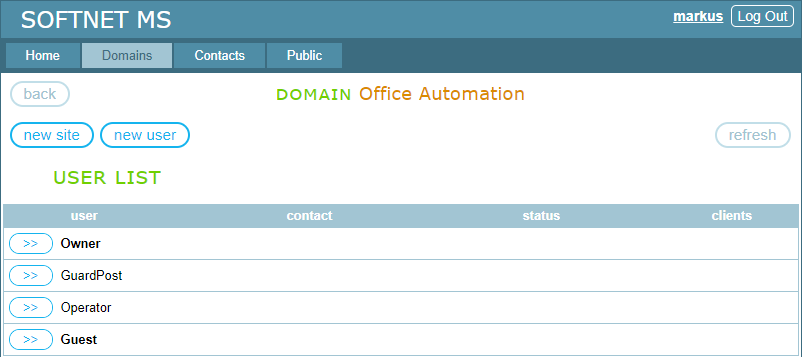 SOFTNET MS
markus Log Out
Home Domains Contacts Public
back DOMAIN Office Automation
new site new user refresh
USER LIST
user contact status clients
>> Owner
>> GuardPost
>> Operator
>> Guest